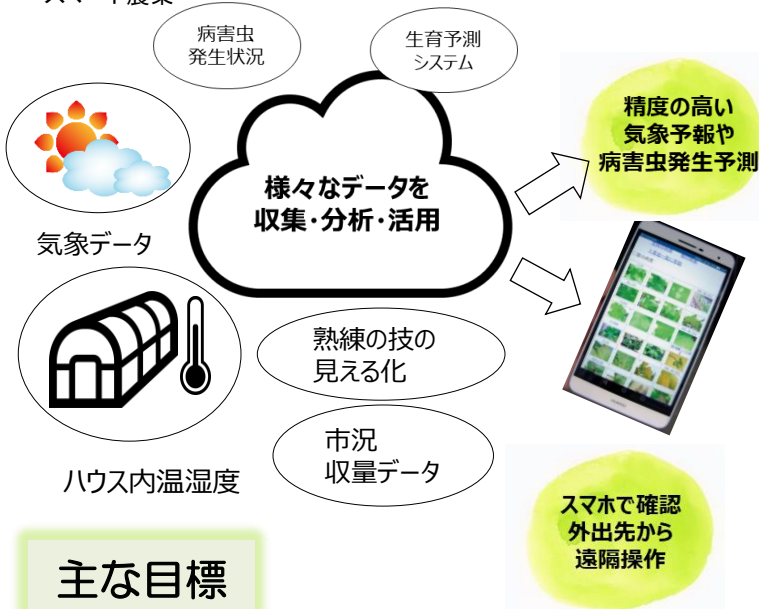 病害虫
発生状況
生育予測
システム
精度の高い
気象予報や
病害虫発生予測
様々なデータを
収集・分析・活用
気象データ
熟練の技の
見える化
市況
収量データ
ハウス内温湿度
スマホで確認
外出先から
遠隔操作
主な目標